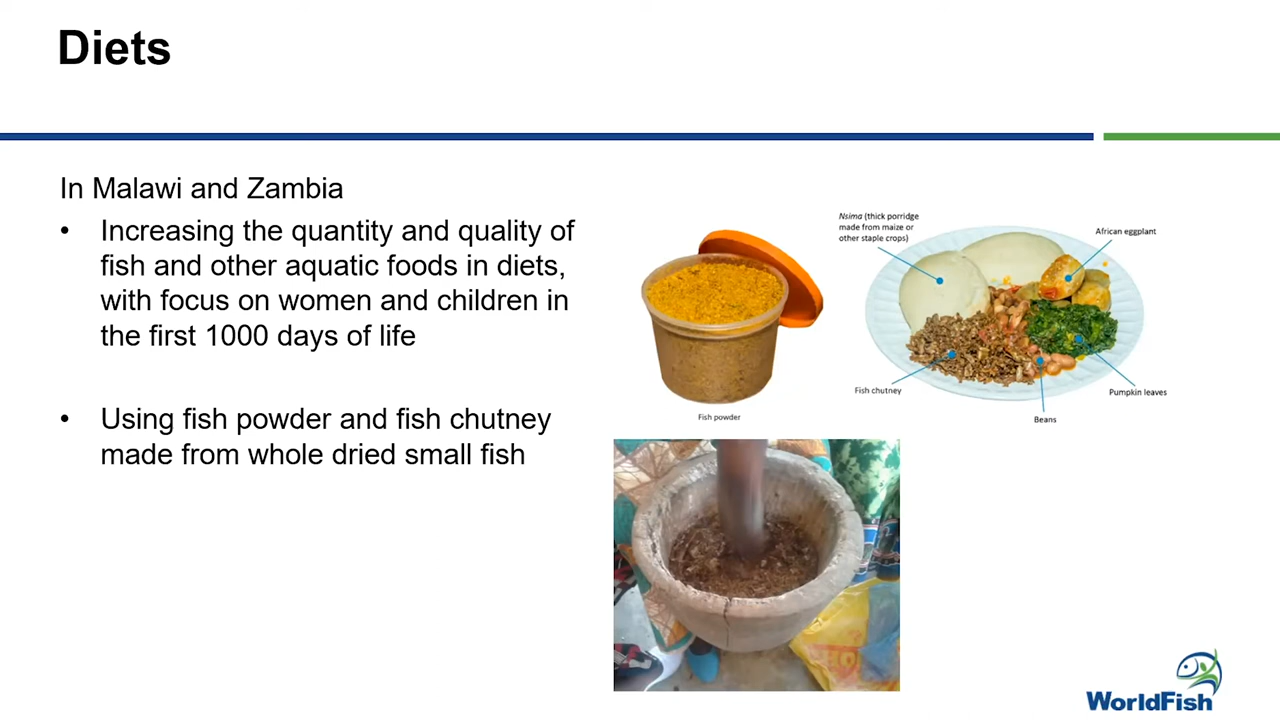 Diets
In Malawi and Zambia
• Increasing the quantity and quality of
fish and other aquatic foods in diets,
with focus on women and children in
the first 1000 days of life
• Using fish powder and fish chutney
made from whole dried small fish
Fish powder
Nsima (thick porridge
made from maize or
other staple crops)
African eggplant
Fish chutney
Pumpkin leaves
Beans
WorldFish